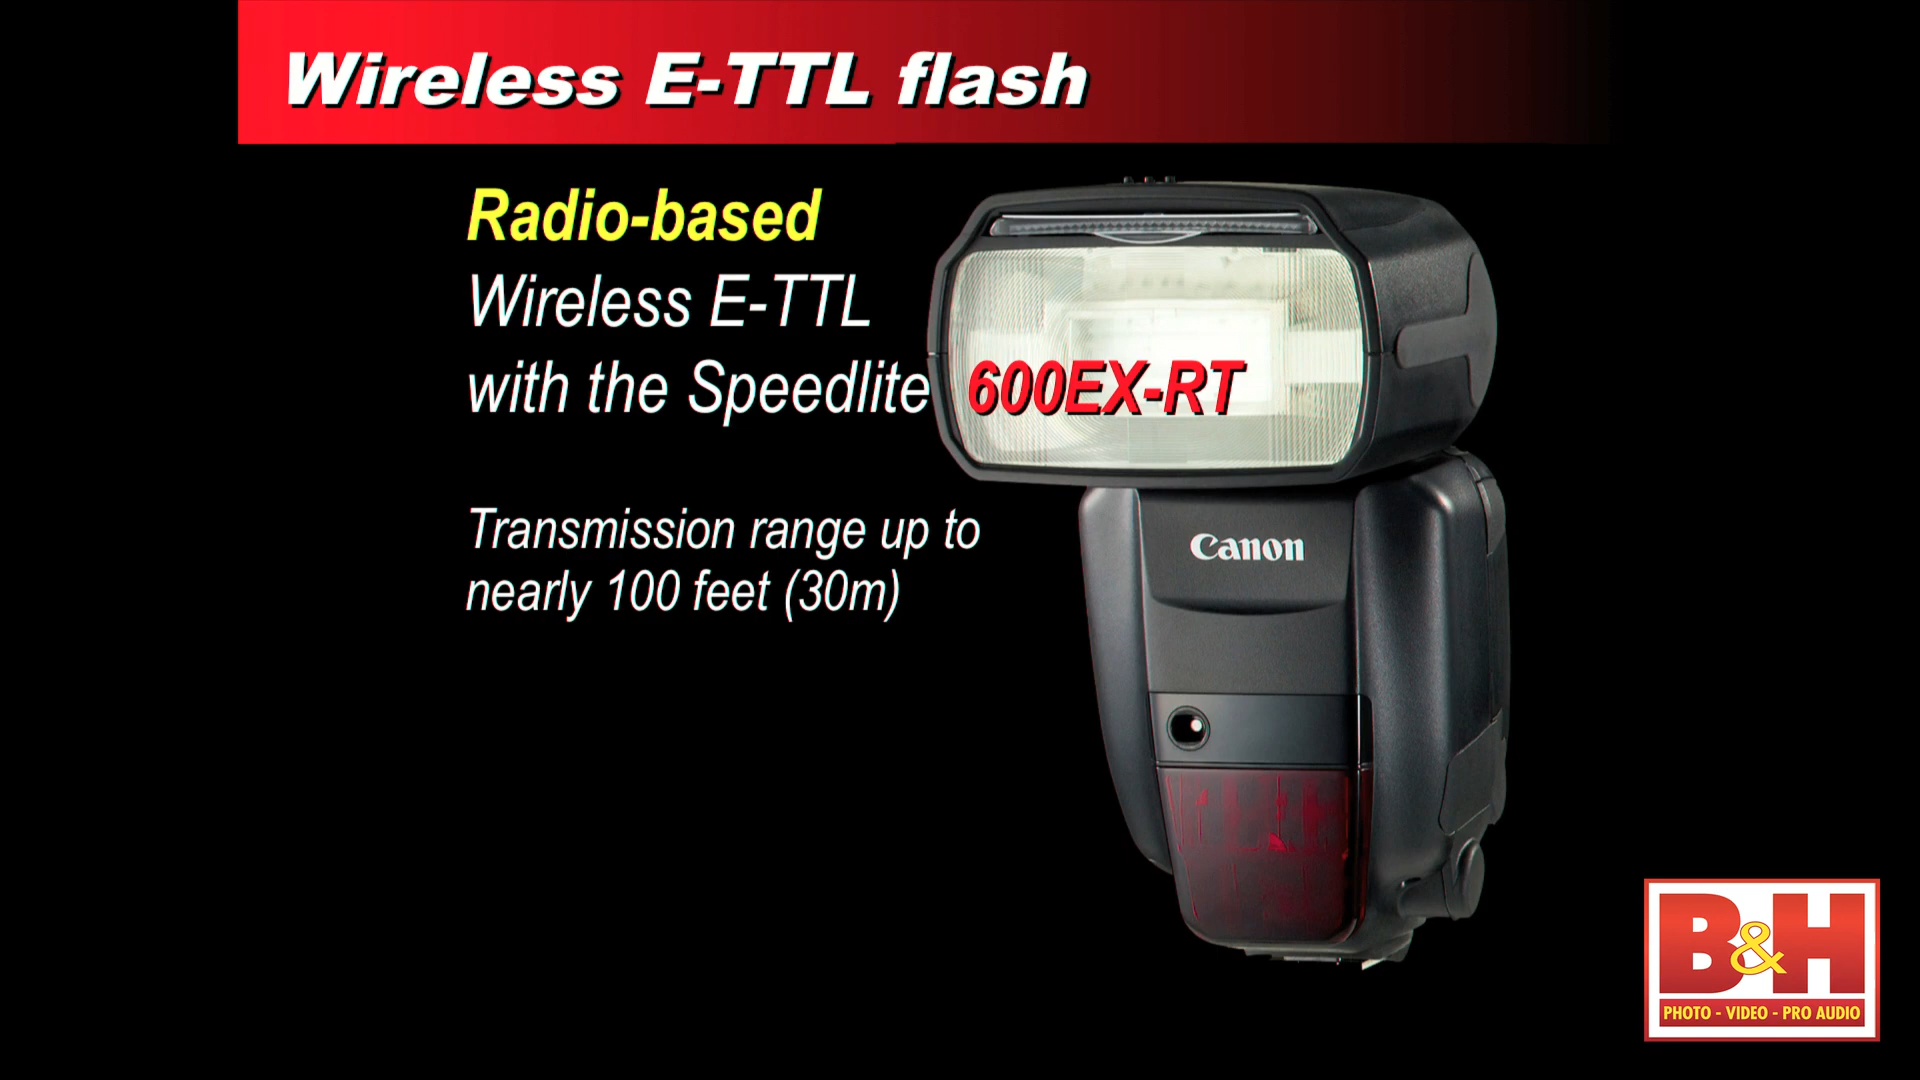 Wireless E-TTL flash
Radio-based
Wireless E-TTL
with the Speedlite 600EX-RT
Transmission range up to
nearly 100 feet (30m)
Canon
B&H
PHOTO - VIDEO - PRO AUDIO